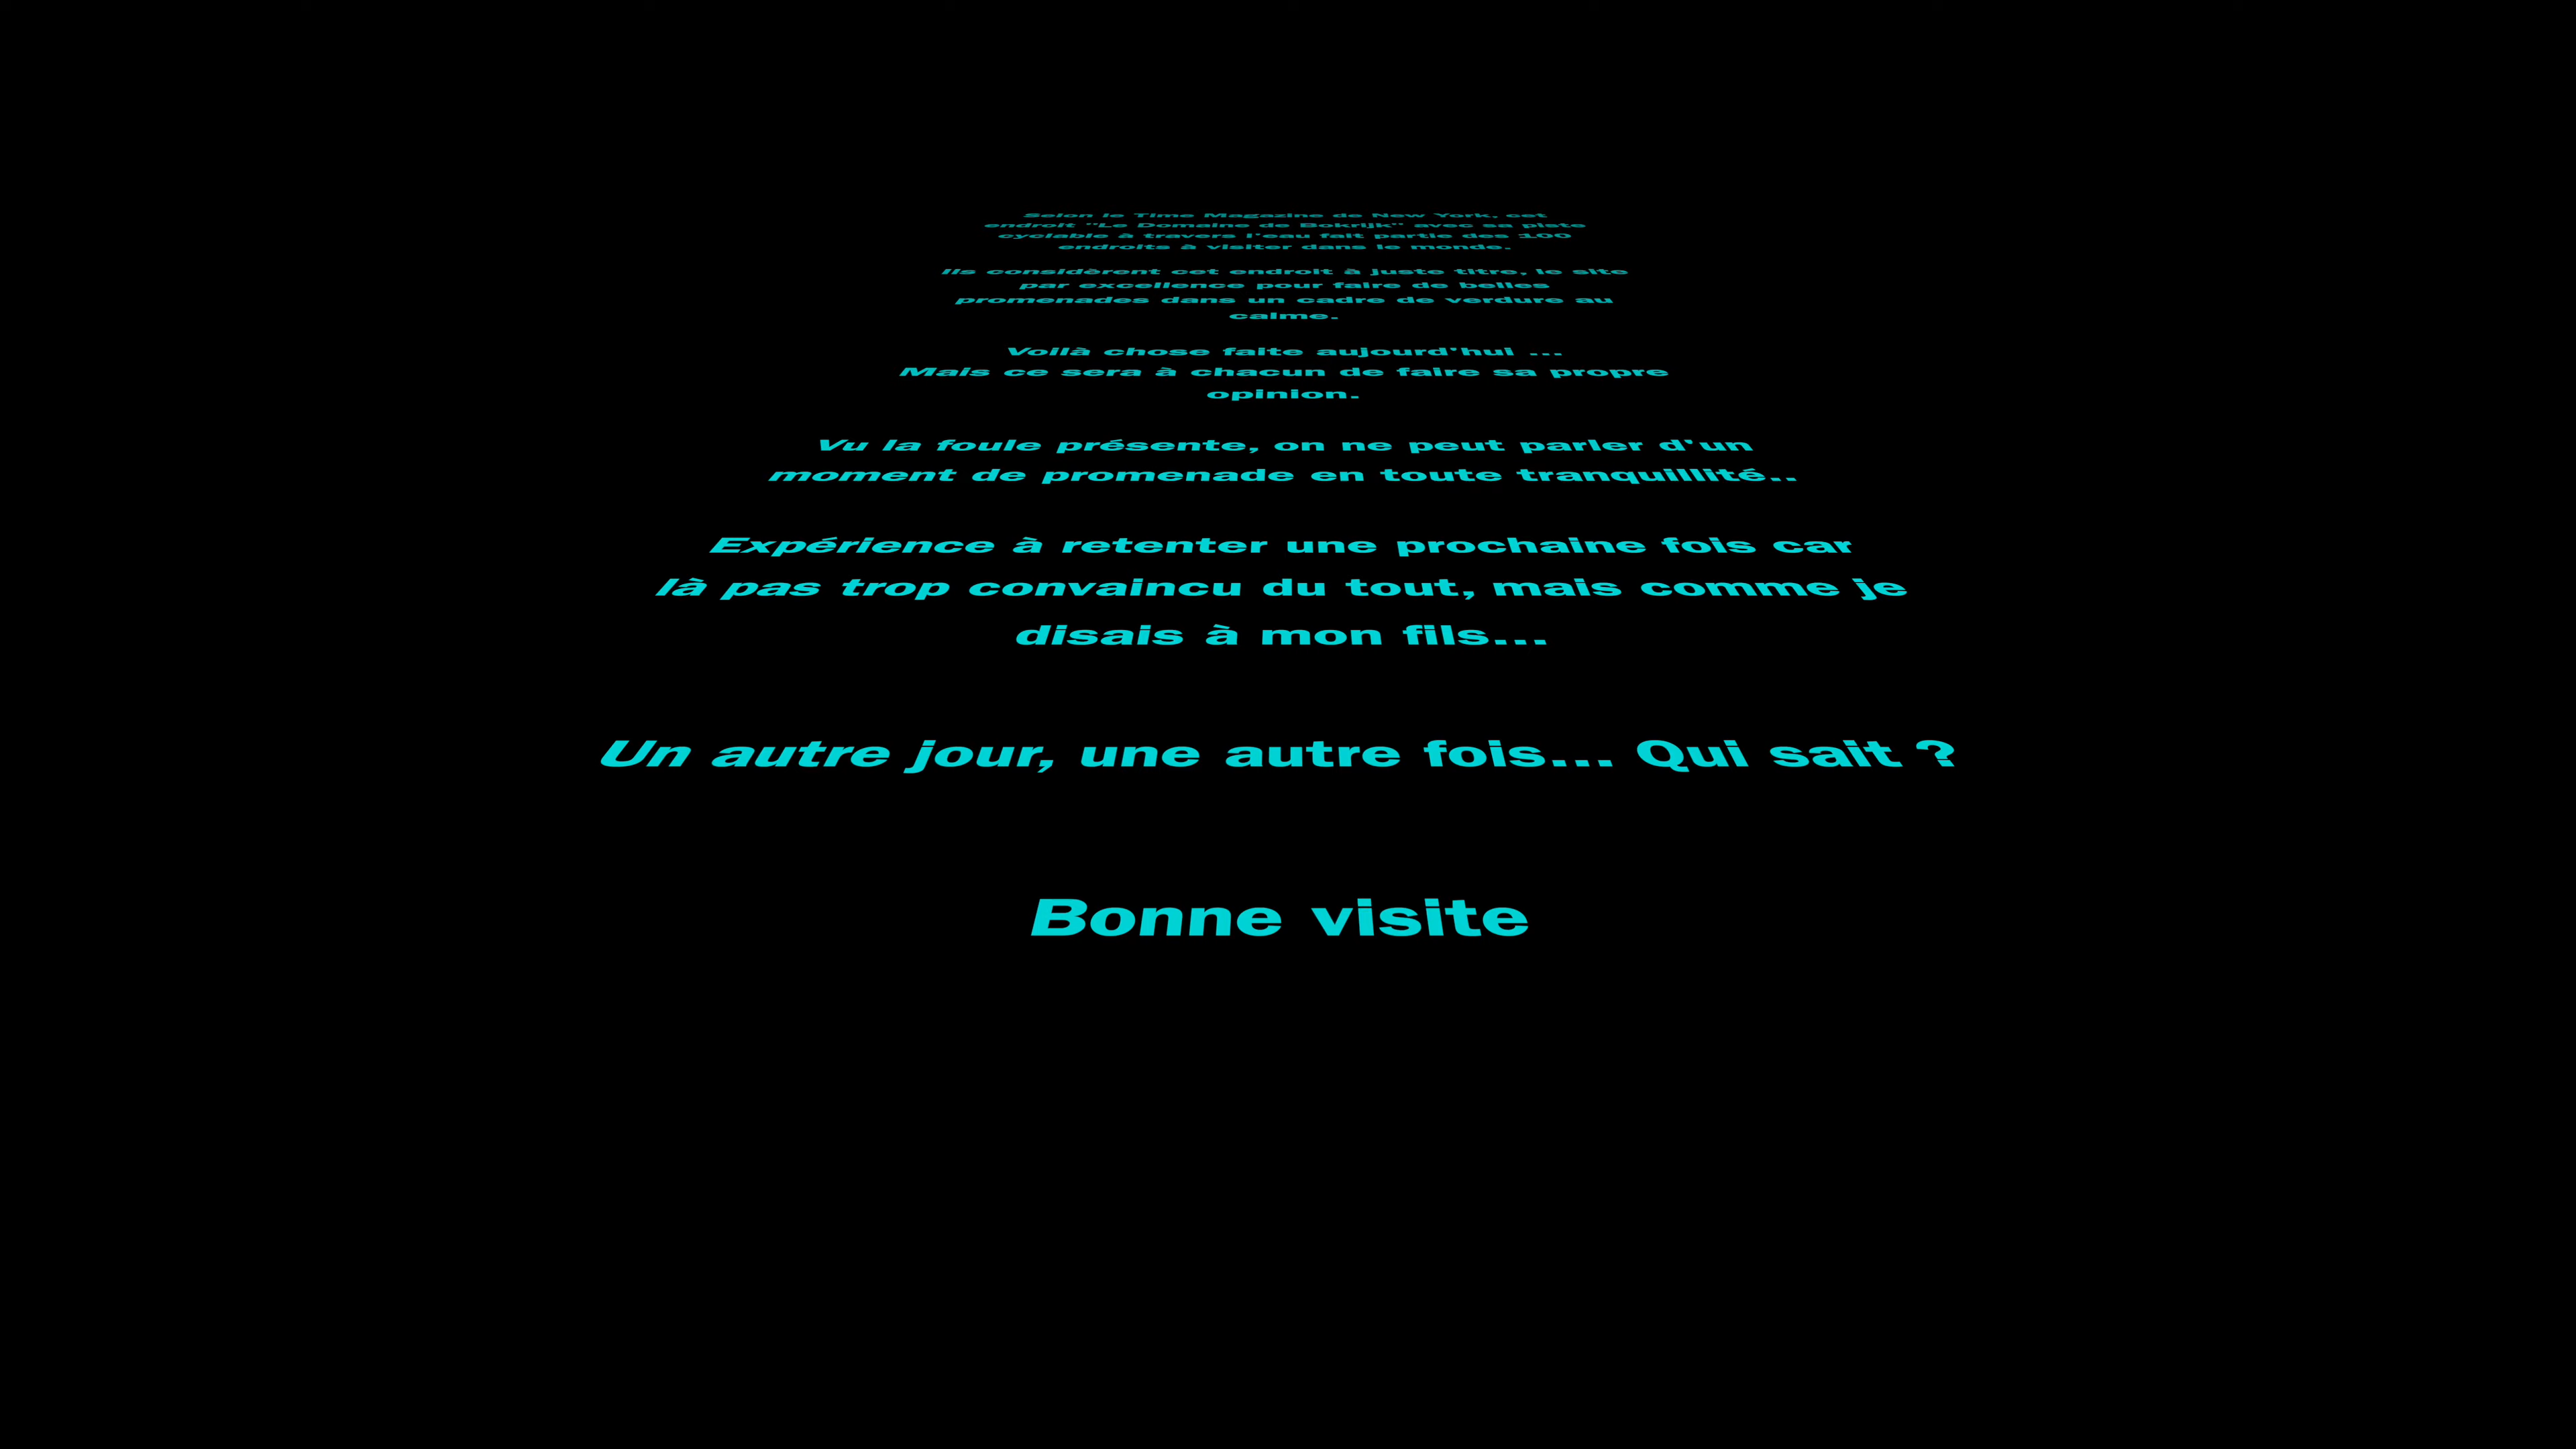 Selon le Time Magazine de New York, cet
endroit "Le Domaine de Bokrijk" avec sa piste
cyclable à travers l'eau fait partie des 100
endroits à visiter dans le monde.
Ils considèrent cet endroit à juste titre, le site
par excellence pour faire de belles
promenades dans un cadre de verdure au
calme.
Voilà chose faite aujourd'hui ...
Mais ce sera à chacun de faire sa propre
opinion.
Vu la foule présente, on ne peut parler d'un
moment de promenade en toute tranquillité..
Expérience à retenter une prochaine fois car
là pas trop convaincu du tout, mais comme je
disais à mon fils...
Un autre jour, une autre fois... Qui sait ?
Bonne visite